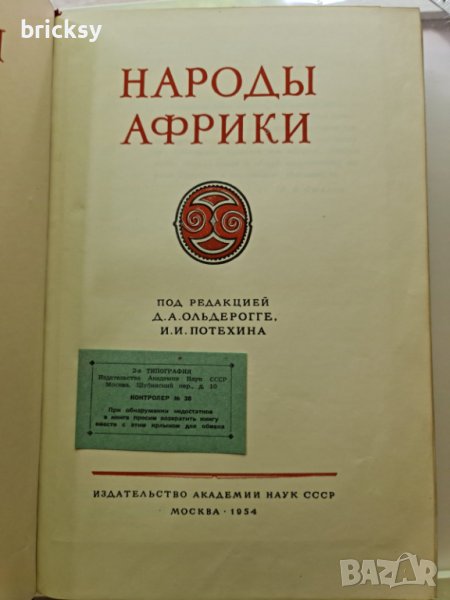 bricksy
НАРОДЫ
АФРИКИ
ПОД РЕДАКЦИЕЙ
Д.А.ОЛЬДЕРОГГЕ,
И.И.ПОТЕХИНА
2-я ТИПОГРАФИЯ
Издательства Академии Наук СССР
Москва, Шубинский пер., д. 10
КОНТРОЛЕР № 38
При обнаружении недостатков
в книге просим возвратить книгу
вместе с этим ярлыком для обмена
ИЗДАТЕЛЬСТВО АКАДЕМИИ НАУК СССР
МОСКВА · 1954
BAZAR